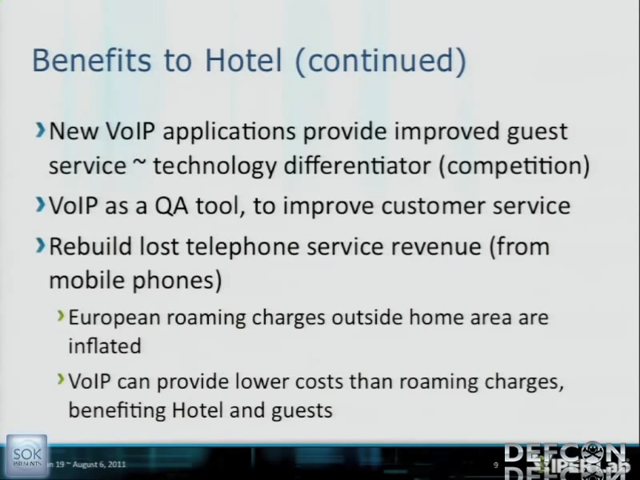 Benefits to Hotel (continued)
New VoIP applications provide improved guest
service ~ technology differentiator (competition)
VoIP as a QA tool, to improve customer service
Rebuild lost telephone service revenue (from
mobile phones)
European roaming charges outside home area are
inflated
VoIP can provide lower costs than roaming charges,
benefiting Hotel and guests
SOK
PRESENTS
n 19 ~ August 6, 2011
9
DEFCON